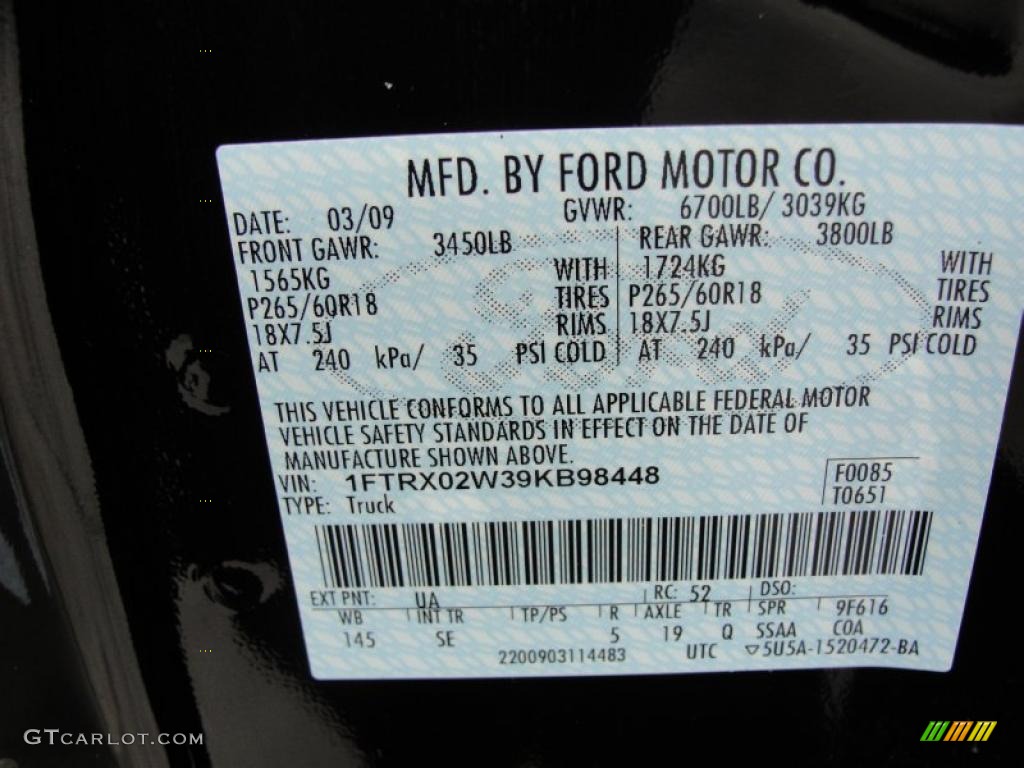 MFD. BY FORD MOTOR CO.
DATE: 03/09 GVWR: 6700LB/ 3039KG
FRONT GAWR: 3450LB REAR GAWR: 3800LB
1565KG WITH 1724KG WITH
P265/60R18 TIRES P265/60R18 TIRES
18X7.5J RIMS 18X7.5J RIMS
AT 240 kPa/ 35 PSI COLD AT 240 kPa/ 35 PSI COLD
THIS VEHICLE CONFORMS TO ALL APPLICABLE FEDERAL MOTOR
VEHICLE SAFETY STANDARDS IN EFFECT ON THE DATE OF
MANUFACTURE SHOWN ABOVE.
VIN: 1FTRX02W39KB98448 F0085
TYPE: Truck T0651
EXT PNT: UA RC: 52 DSO:
WB INT TR TP/PS R AXLE TR SPR 9F616
145 SE 5 19 Q SSAA COA
2200903114483 UTC ▽5U5A-1520472-BA
GTCARLOT.COM